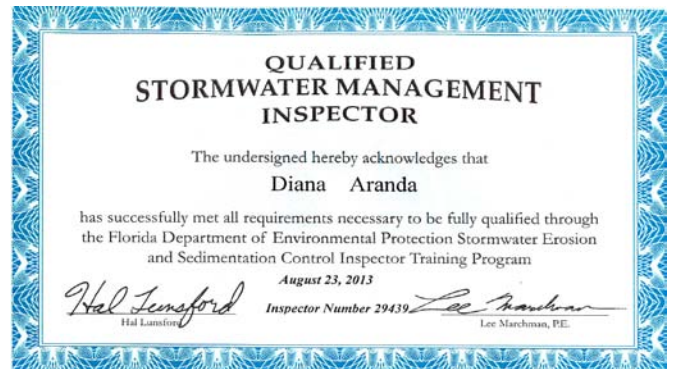 QUALIFIED
STORMWATER MANAGEMENT
INSPECTOR
The undersigned hereby acknowledges that
Diana Aranda
has successfully met all requirements necessary to be fully qualified through
the Florida Department of Environmental Protection Stormwater Erosion
and Sedimentation Control Inspector Training Program
August 23, 2013
Hal Lunsford Inspector Number 29439 Lee Marchman
Hal Lunsford Lee Marchman, P.E.